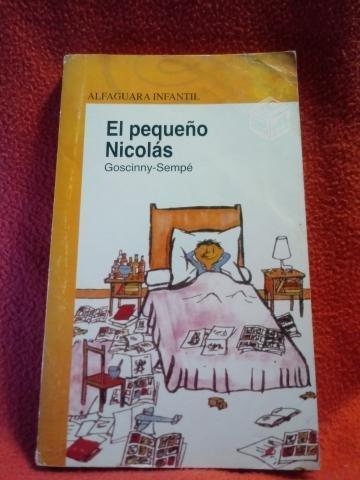 ALFAGUARA INFANTIL
El pequeño
Nicolás
Goscinny-Sempé